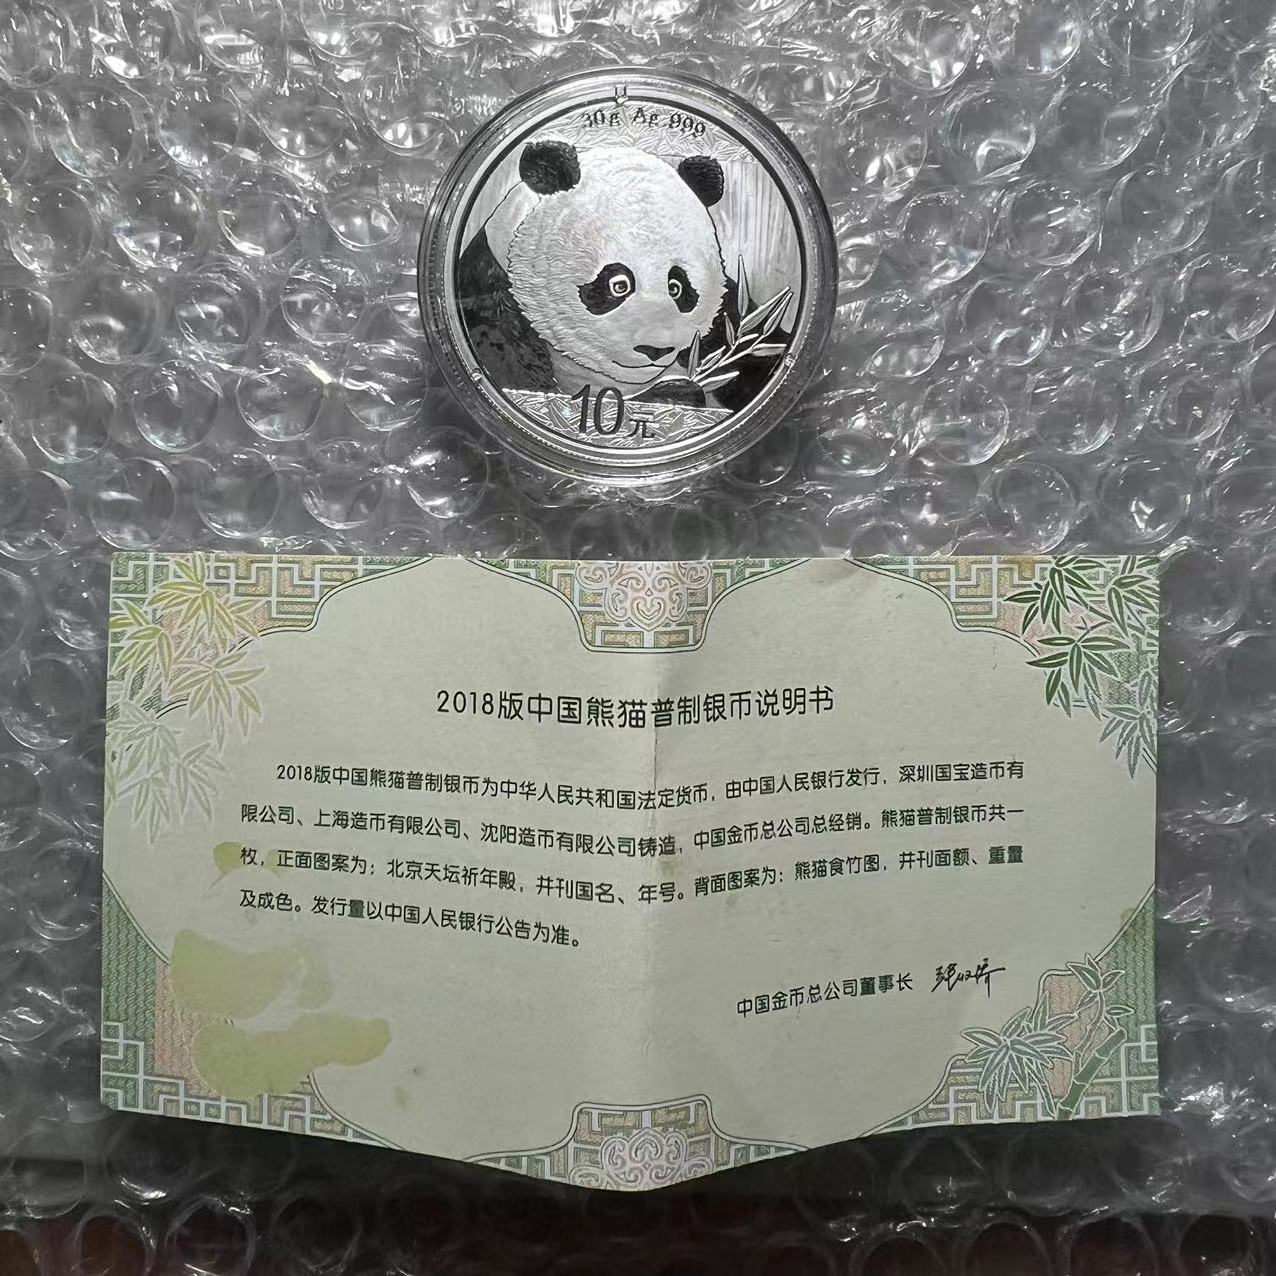 30g Ag 999
10元
2018版中国熊猫普制银币说明书
2018版中国熊猫普制银币为中华人民共和国法定货币，由中国人民银行发行，深圳国宝造币有
限公司、上海造币有限公司、沈阳造币有限公司铸造，中国金币总公司总经销。熊猫普制银币共一
枚，正面图案为：北京天坛祈年殿，并刊国名、年号。背面图案为：熊猫食竹图，并刊面额、重量
及成色。发行量以中国人民银行公告为准。
中国金币总公司董事长